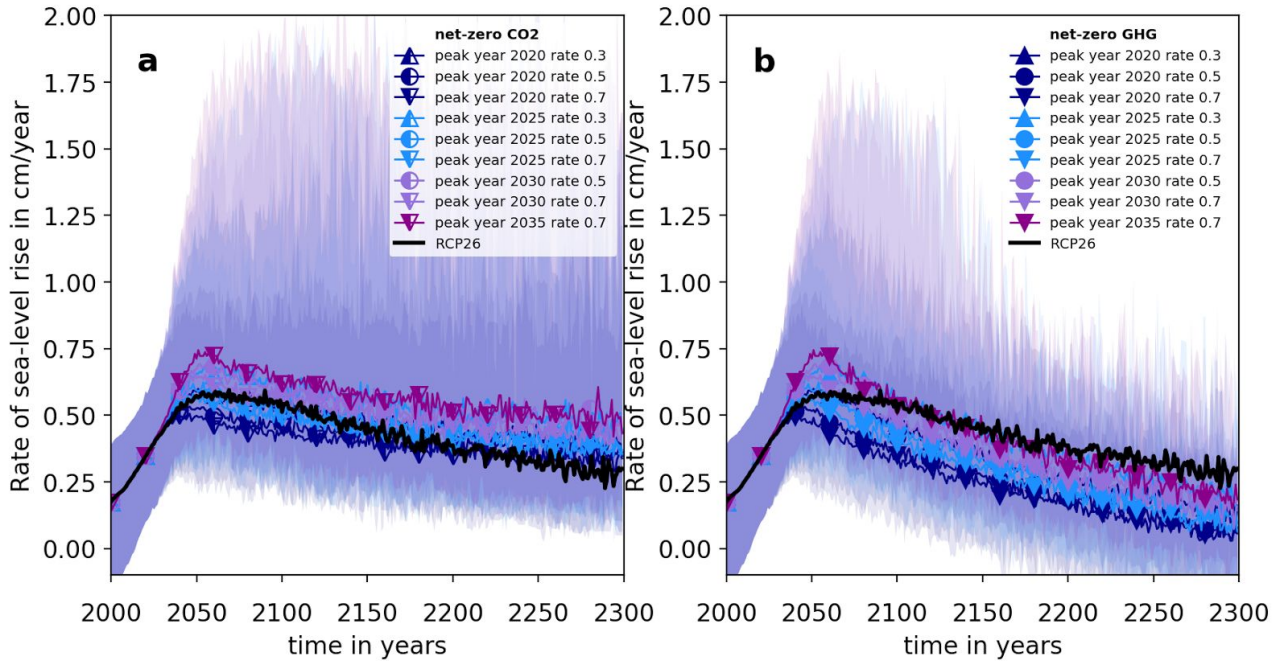 a
net-zero CO2
peak year 2020 rate 0.3
peak year 2020 rate 0.5
peak year 2020 rate 0.7
peak year 2025 rate 0.3
peak year 2025 rate 0.5
peak year 2025 rate 0.7
peak year 2030 rate 0.5
peak year 2030 rate 0.7
peak year 2035 rate 0.7
RCP26
Rate of sea-level rise in cm/year
2.00
1.75
1.50
1.25
1.00
0.75
0.50
0.25
0.00
2000 2050 2100 2150 2200 2250 2300
time in years
b
net-zero GHG
peak year 2020 rate 0.3
peak year 2020 rate 0.5
peak year 2020 rate 0.7
peak year 2025 rate 0.3
peak year 2025 rate 0.5
peak year 2025 rate 0.7
peak year 2030 rate 0.5
peak year 2030 rate 0.7
peak year 2035 rate 0.7
RCP26
Rate of sea-level rise in cm/year
2.00
1.75
1.50
1.25
1.00
0.75
0.50
0.25
0.00
2000 2050 2100 2150 2200 2250 2300
time in years